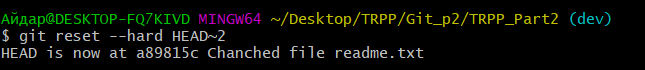 Айдар@DESKTOP-FQ7KIVD MINGW64 ~/Desktop/TRPP/Git_p2/TRPP_Part2 (dev)
$ git reset --hard HEAD~2
HEAD is now at a89815c Chanched file readme.txt